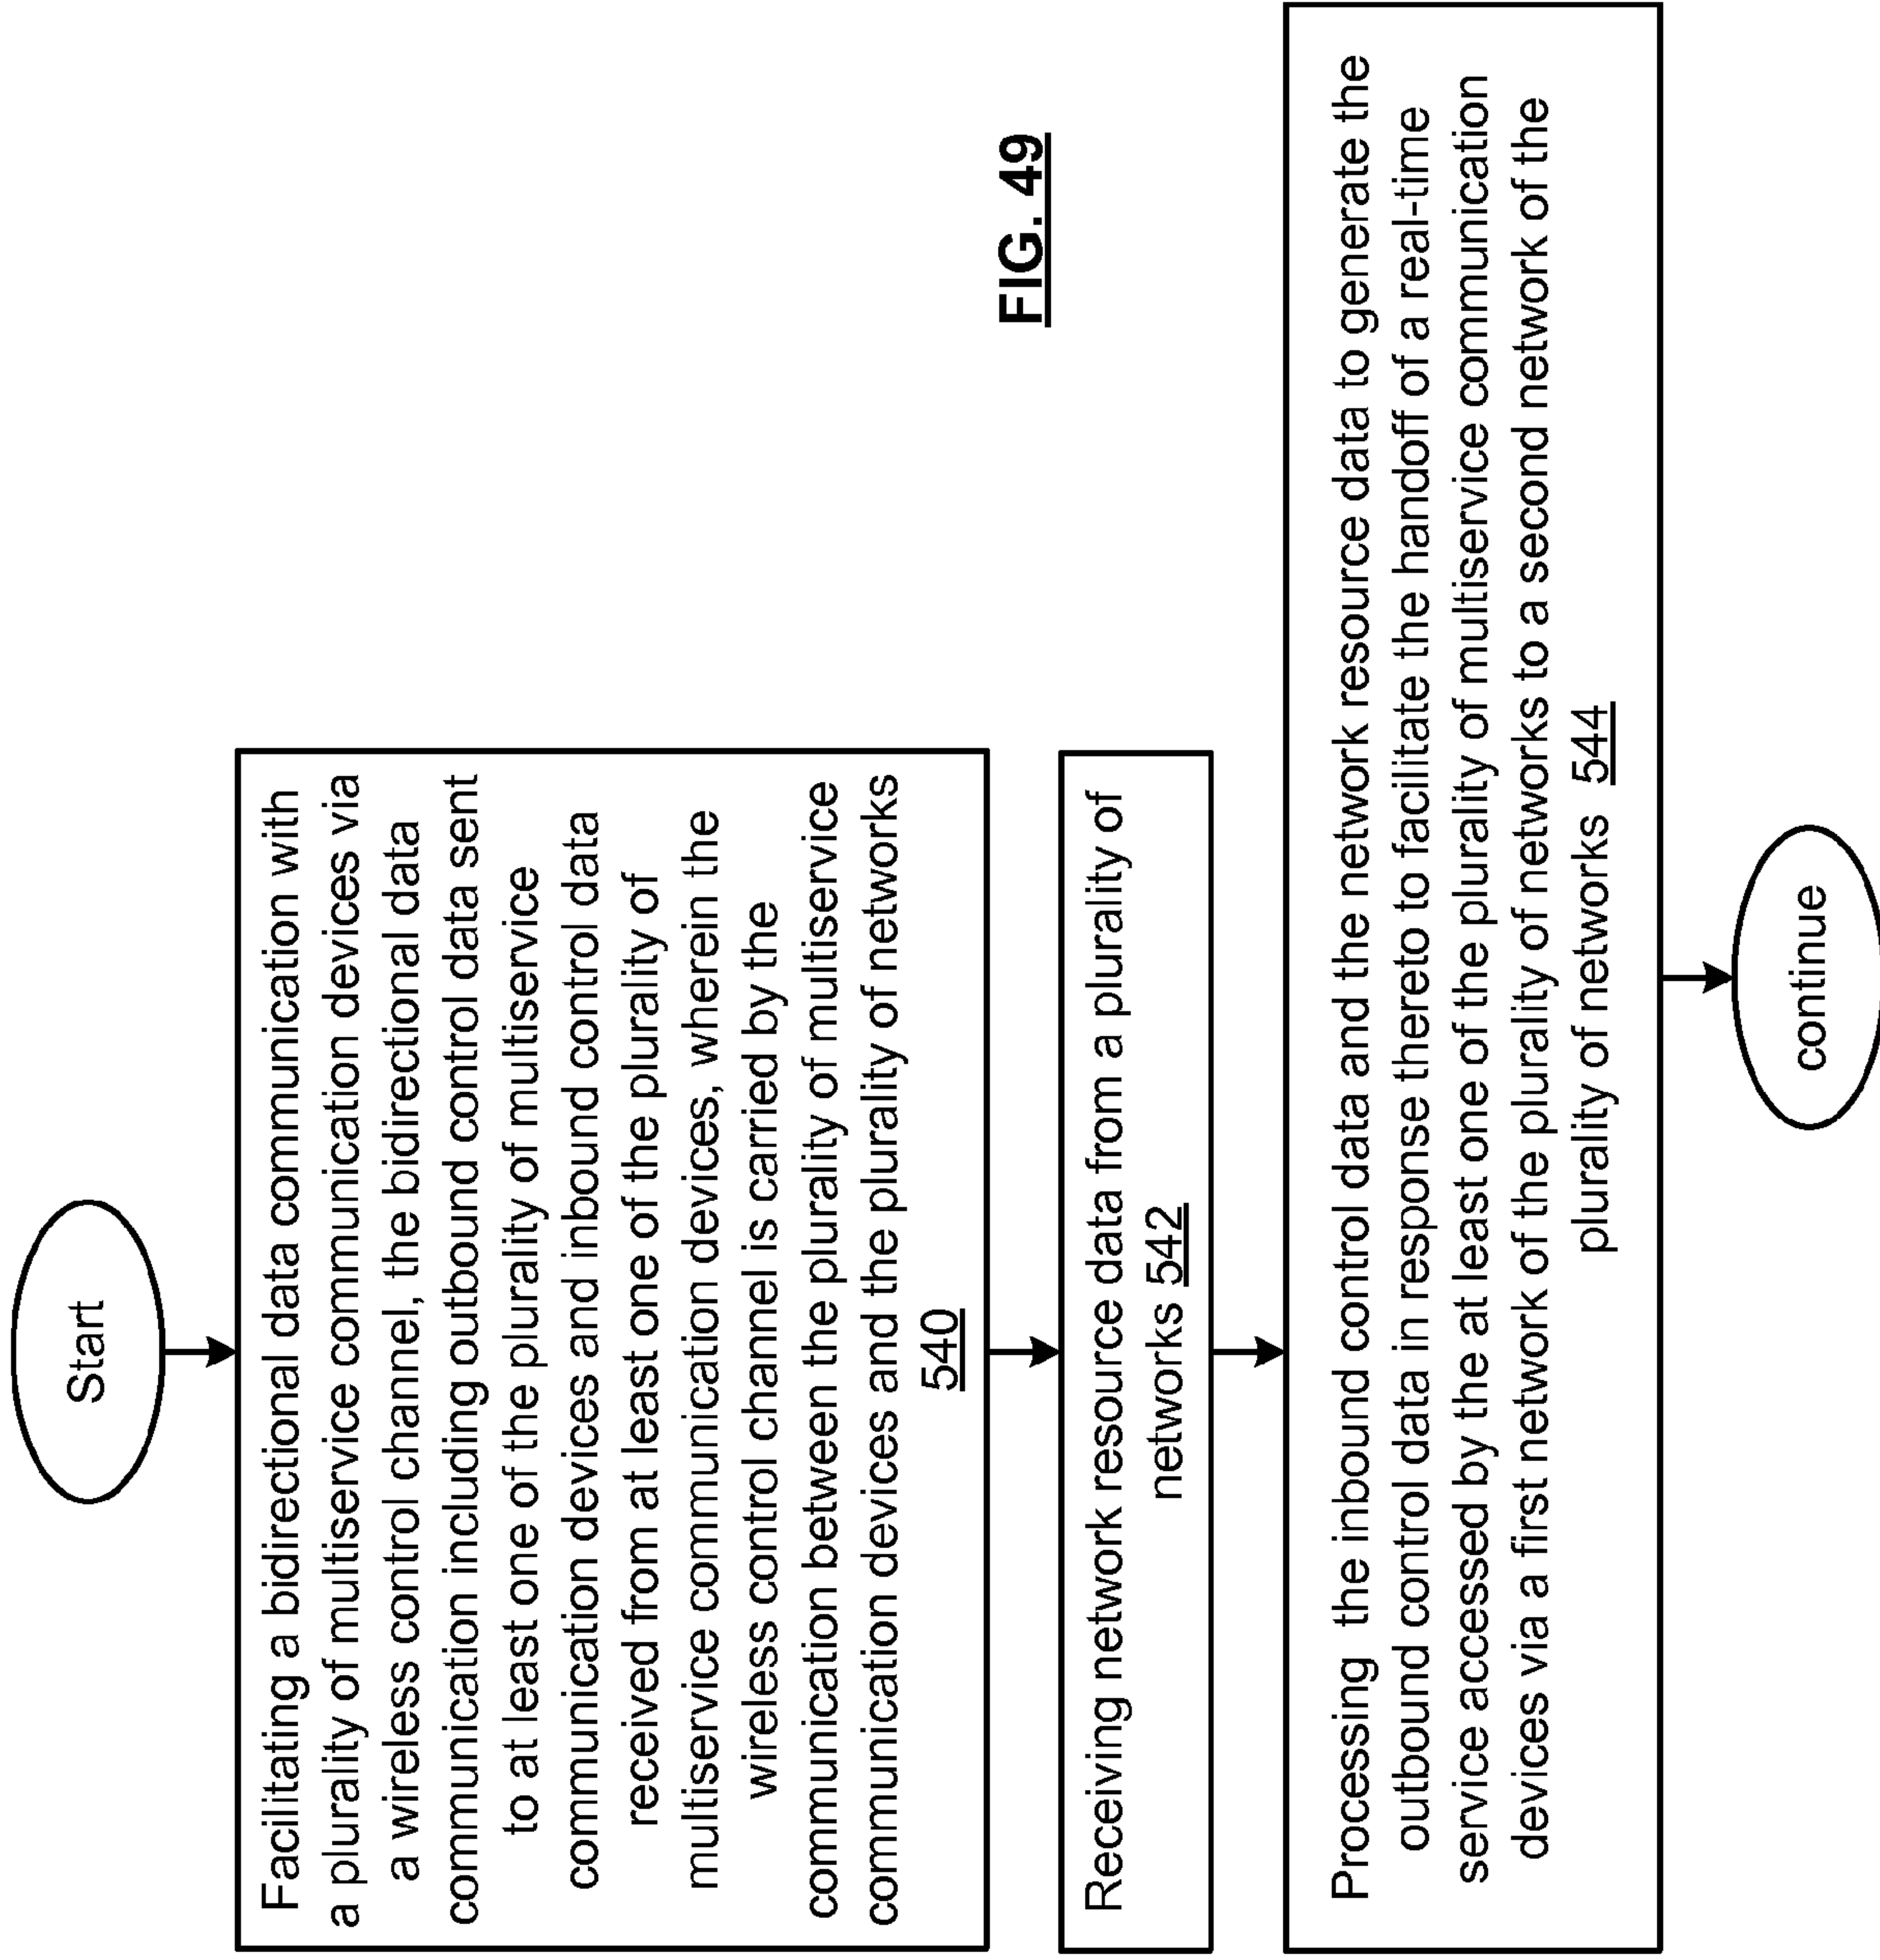 Start
Facilitating a bidirectional data communication with
a plurality of multiservice communication devices via
a wireless control channel, the bidirectional data
communication including outbound control data sent
to at least one of the plurality of multiservice
communication devices and inbound control data
received from at least one of the plurality of
multiservice communication devices, wherein the
wireless control channel is carried by the
communication between the plurality of multiservice
communication devices and the plurality of networks
540
Receiving network resource data from a plurality of
networks 542
Processing the inbound control data and the network resource data to generate the
outbound control data in response thereto to facilitate the handoff of a real-time
service accessed by the at least one of the plurality of multiservice communication
devices via a first network of the plurality of networks to a second network of the
plurality of networks 544
continue
FIG. 49